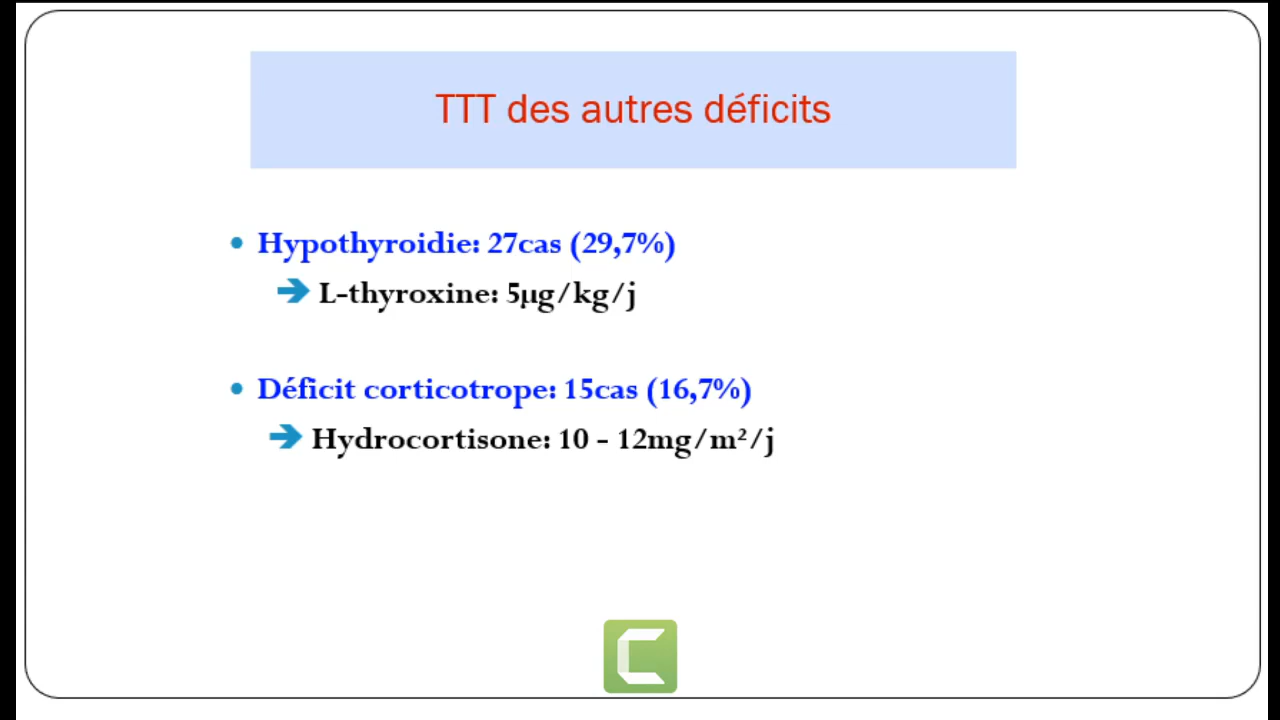 TTT des autres déficits
Hypothyroidie: 27cas (29,7%)
L-thyroxine: 5µg/kg/j
Déficit corticotrope: 15cas (16,7%)
Hydrocortisone: 10 - 12mg/m²/j